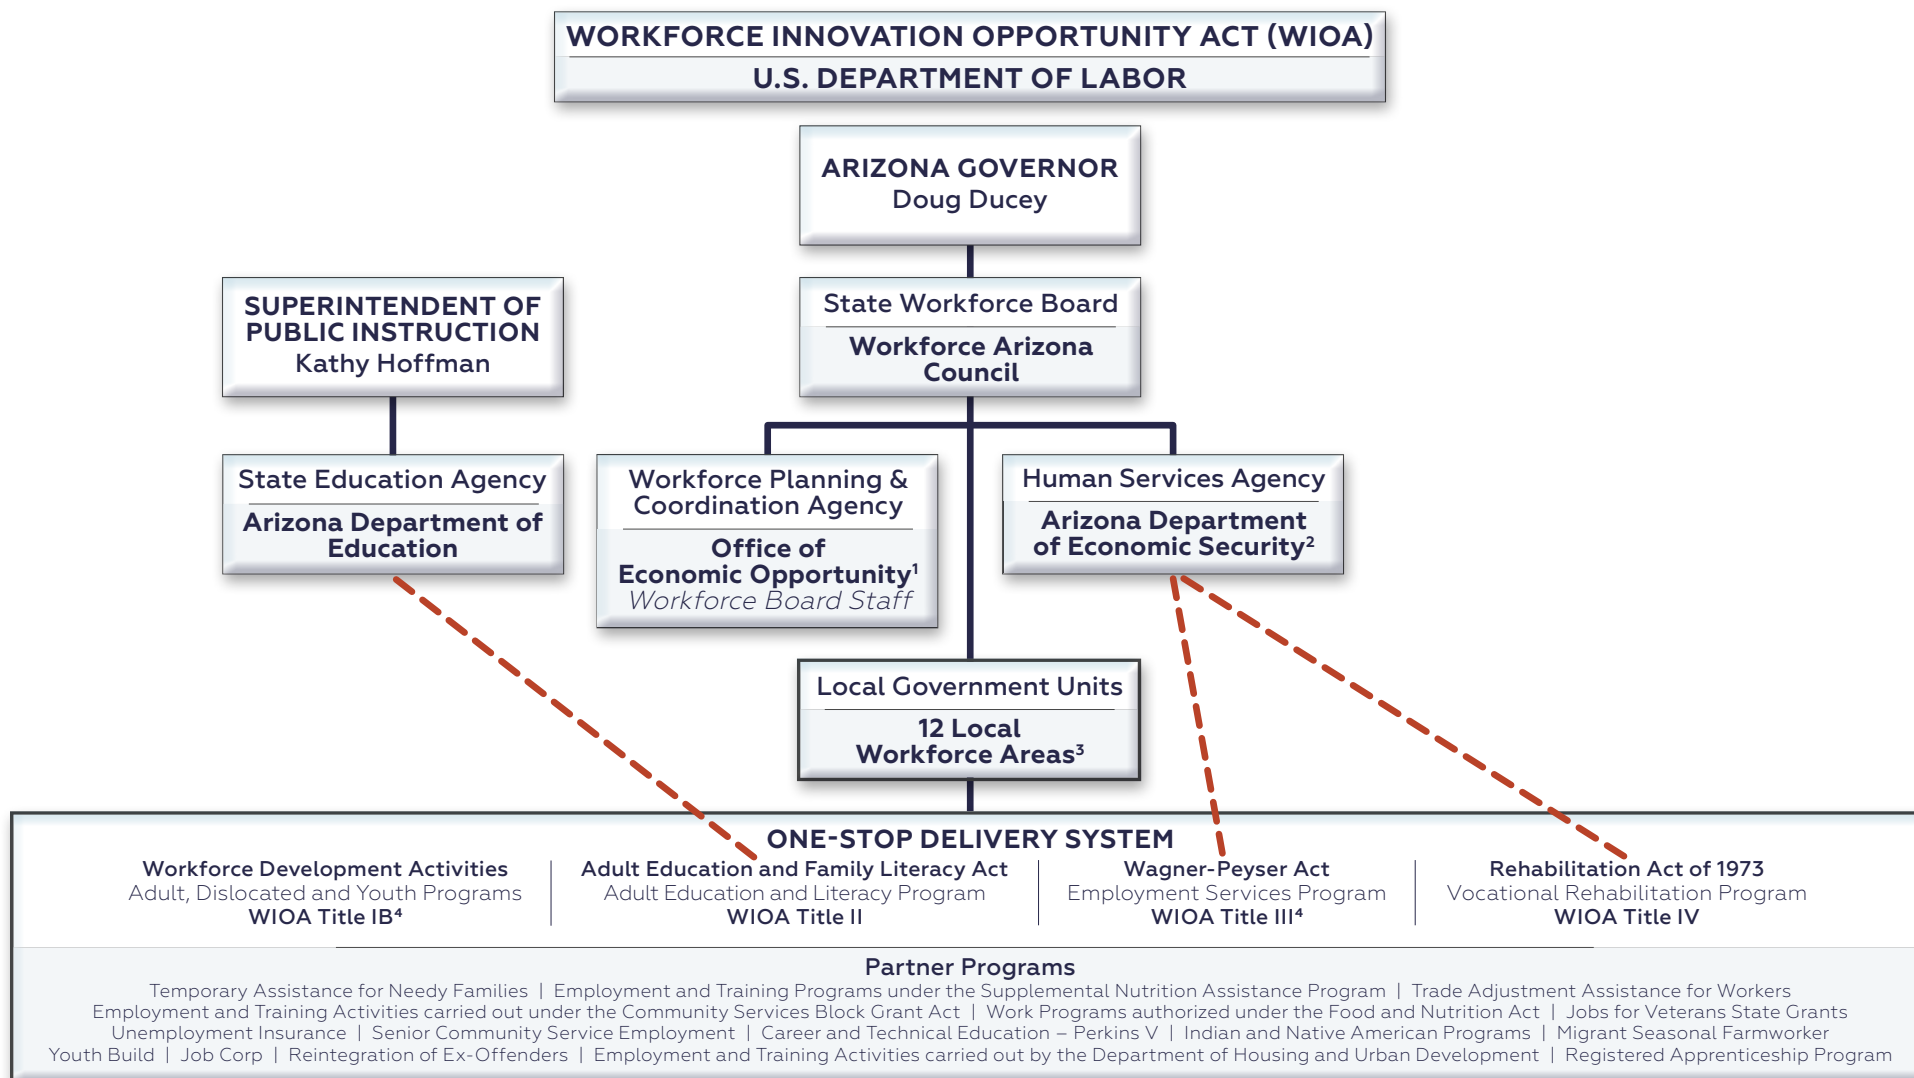 WORKFORCE INNOVATION OPPORTUNITY ACT (WIOA)
U.S. DEPARTMENT OF LABOR
ARIZONA GOVERNOR
Doug Ducey
SUPERINTENDENT OF
PUBLIC INSTRUCTION
Kathy Hoffman
State Workforce Board
Workforce Arizona
Council
State Education Agency
Arizona Department of
Education
Workforce Planning &
Coordination Agency
Office of
Economic Opportunity¹
Workforce Board Staff
Human Services Agency
Arizona Department
of Economic Security²
Local Government Units
12 Local
Workforce Areas³
ONE-STOP DELIVERY SYSTEM
Workforce Development Activities
Adult, Dislocated and Youth Programs
WIOA Title IB⁴
Adult Education and Family Literacy Act
Adult Education and Literacy Program
WIOA Title II
Wagner-Peyser Act
Employment Services Program
WIOA Title III⁴
Rehabilitation Act of 1973
Vocational Rehabilitation Program
WIOA Title IV
Partner Programs
Temporary Assistance for Needy Families | Employment and Training Programs under the Supplemental Nutrition Assistance Program | Trade Adjustment Assistance for Workers
Employment and Training Activities carried out under the Community Services Block Grant Act | Work Programs authorized under the Food and Nutrition Act | Jobs for Veterans State Grants
Unemployment Insurance | Senior Community Service Employment | Career and Technical Education – Perkins V | Indian and Native American Programs | Migrant Seasonal Farmworker
Youth Build | Job Corp | Reintegration of Ex-Offenders | Employment and Training Activities carried out by the Department of Housing and Urban Development | Registered Apprenticeship Program